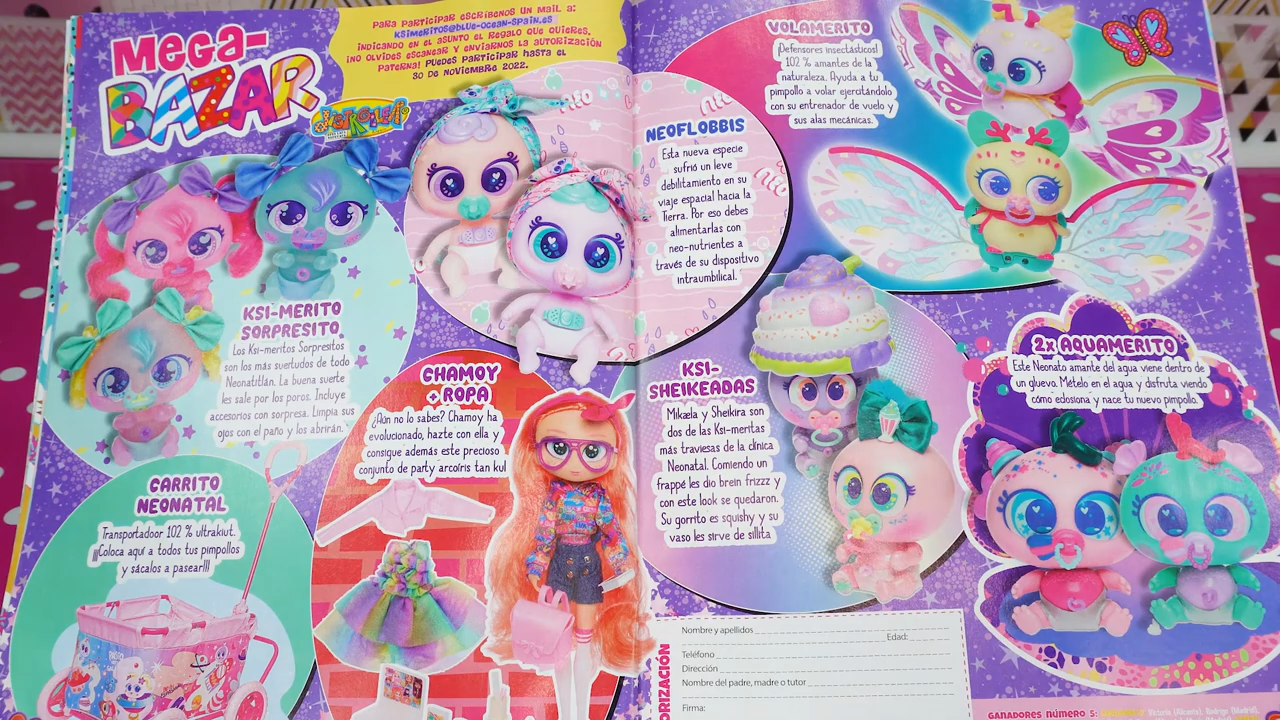 MEGA-
BAZAR
PARA PARTICIPAR ESCRÍBENOS UN MAIL A:
KSIMERITOS@BLUE-OCEAN-SPAIN.ES
INDICANDO EN EL ASUNTO EL REGALO QUE QUIERES.
¡NO OLVIDES ESCANEAR Y ENVIARNOS LA AUTORIZACIÓN
PATERNA! PUEDES PARTICIPAR HASTA EL
30 DE NOVIEMBRE 2022.
KSI-MERITO
SORPRESITO
Los Ksi-meritos Sorpresitos
son los más suertudos de todo
Neonatitlán. La buena suerte
les sale por los poros. Incluye
accesorios con sorpresa. Limpia sus
ojos con el paño y los abrirán.
NEOFLOBBIS
Esta nueva especie
sufrió un leve
debilitamiento en su
viaje espacial hacia la
Tierra. Por eso debes
alimentarlas con
neo-nutrientes a
través de su dispositivo
intraumbilical.
VOLAMERITO
¡Defensores insectásticos!
102 % amantes de la
naturaleza. Ayuda a tu
pimpollo a volar ejercitándolo
con su entrenador de vuelo y
sus alas mecánicas.
CARRITO
NEONATAL
Transportadoor 102 % ultrakiut.
¡¡¡Coloca aquí a todos tus pimpollos
y sácalos a pasear!!!
CHAMOY
+ ROPA
¿Aún no lo sabes? Chamoy ha
evolucionado, hazte con ella y
consigue además este precioso
conjunto de party arcoíris tan kul
KSI-
SHEIKEADAS
Mikaela y Sheikira son
dos de las Ksi-meritas
más traviesas de la clínica
Neonatal. Comiendo un
frappé les dio brein frizzz y
con este look se quedaron.
Su gorrito es squishy y su
vaso les sirve de sillita
2x AQUAMERITO
Este Neonato amante del agua viene dentro de
un gluevo. Mételo en el agua y disfruta viendo
cómo edosiona y nace tu nuevo pimpollo.
Nombre y apellidos
Edad:
Teléfono
Dirección
Nombre del padre, madre o tutor
Firma:
GANADORES NÚMERO 5: